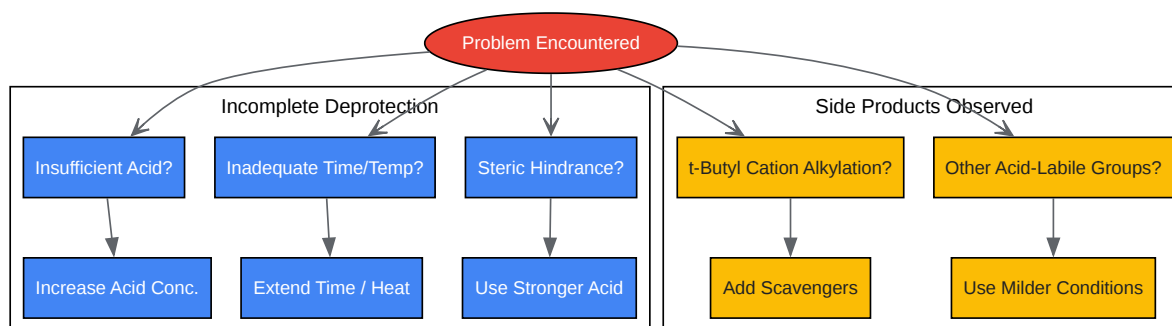 Problem Encountered
Incomplete Deprotection
Side Products Observed
Insufficient Acid?
Inadequate Time/Temp?
Steric Hindrance?
t-Butyl Cation Alkylation?
Other Acid-Labile Groups?
Increase Acid Conc.
Extend Time / Heat
Use Stronger Acid
Add Scavengers
Use Milder Conditions